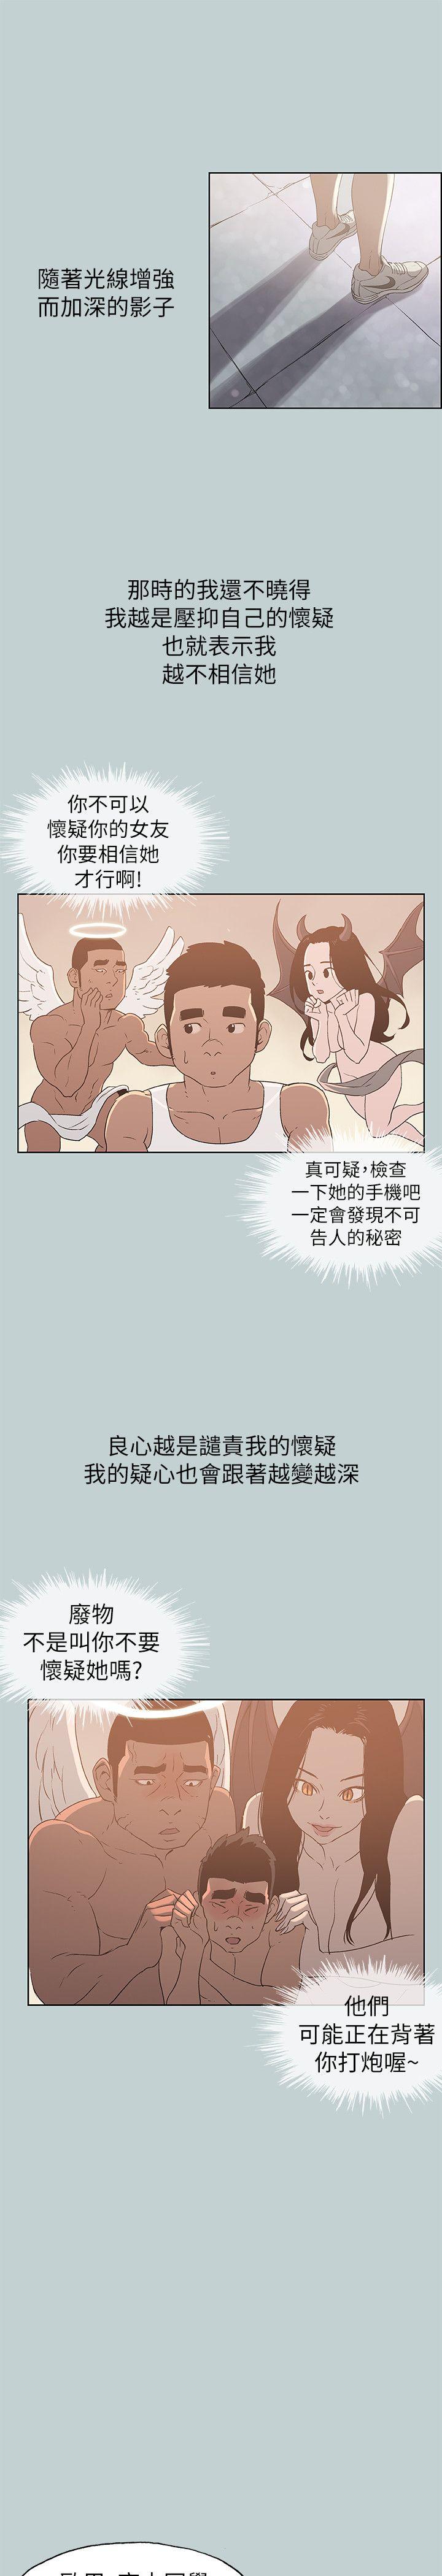 隨著光線增強
而加深的影子
那時的我還不曉得
我越是壓抑自己的懷疑
也就表示我
越不相信她
你不可以
懷疑你的女友
你要相信她
才行啊!
真可疑，檢查
一下她的手機吧
一定會發現不可
告人的秘密
良心越是譴責我的懷疑
我的疑心也會跟著越變越深
廢物
不是叫你不要
懷疑她嗎?
他們
可能正在背著
你打炮喔~